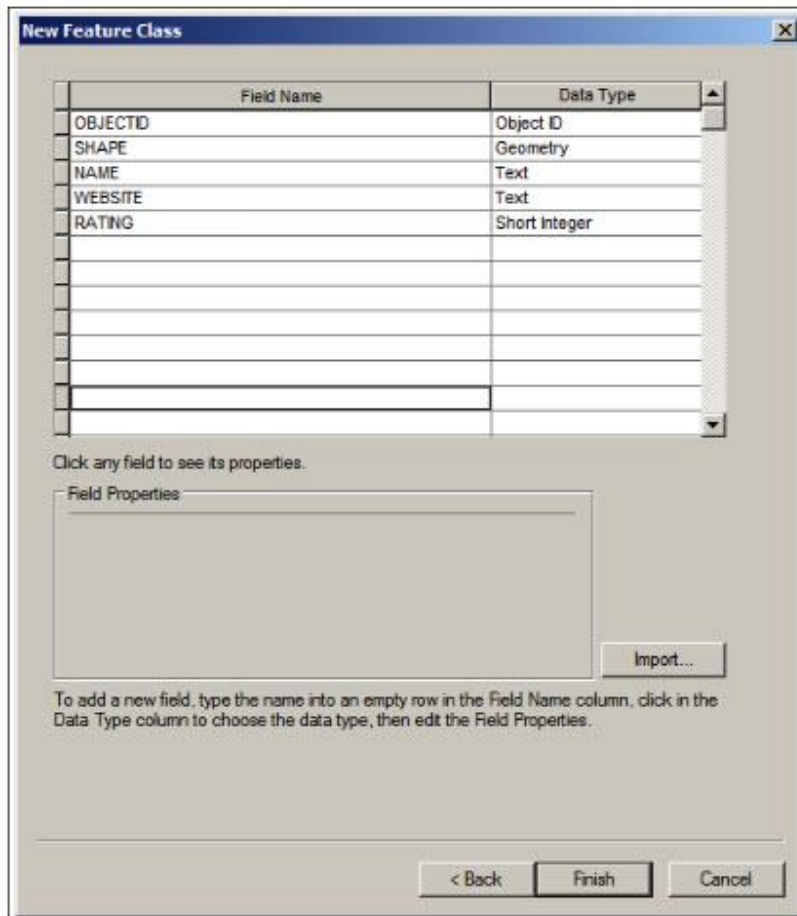 New Feature Class
Field Name Data Type
OBJECTID Object ID
SHAPE Geometry
NAME Text
WEBSITE Text
RATING Short Integer
Click any field to see its properties.
Field Properties
Import...
To add a new field, type the name into an empty row in the Field Name column, click in the
Data Type column to choose the data type, then edit the Field Properties.
< Back Finish Cancel